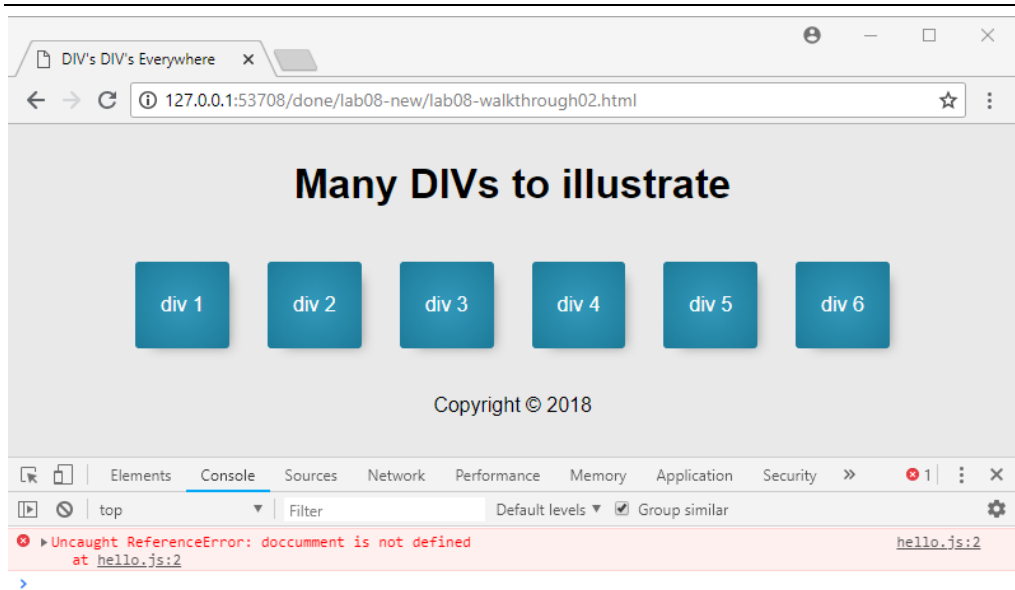 DIV's DIV's Everywhere
127.0.0.1:53708/done/lab08-new/lab08-walkthrough02.html
Many DIVs to illustrate
div 1 div 2 div 3 div 4 div 5 div 6
Copyright © 2018
Elements Console Sources Network Performance Memory Application Security » 1
top Filter Default levels Group similar
Uncaught ReferenceError: doccumment is not defined hello.js:2
at hello.js:2